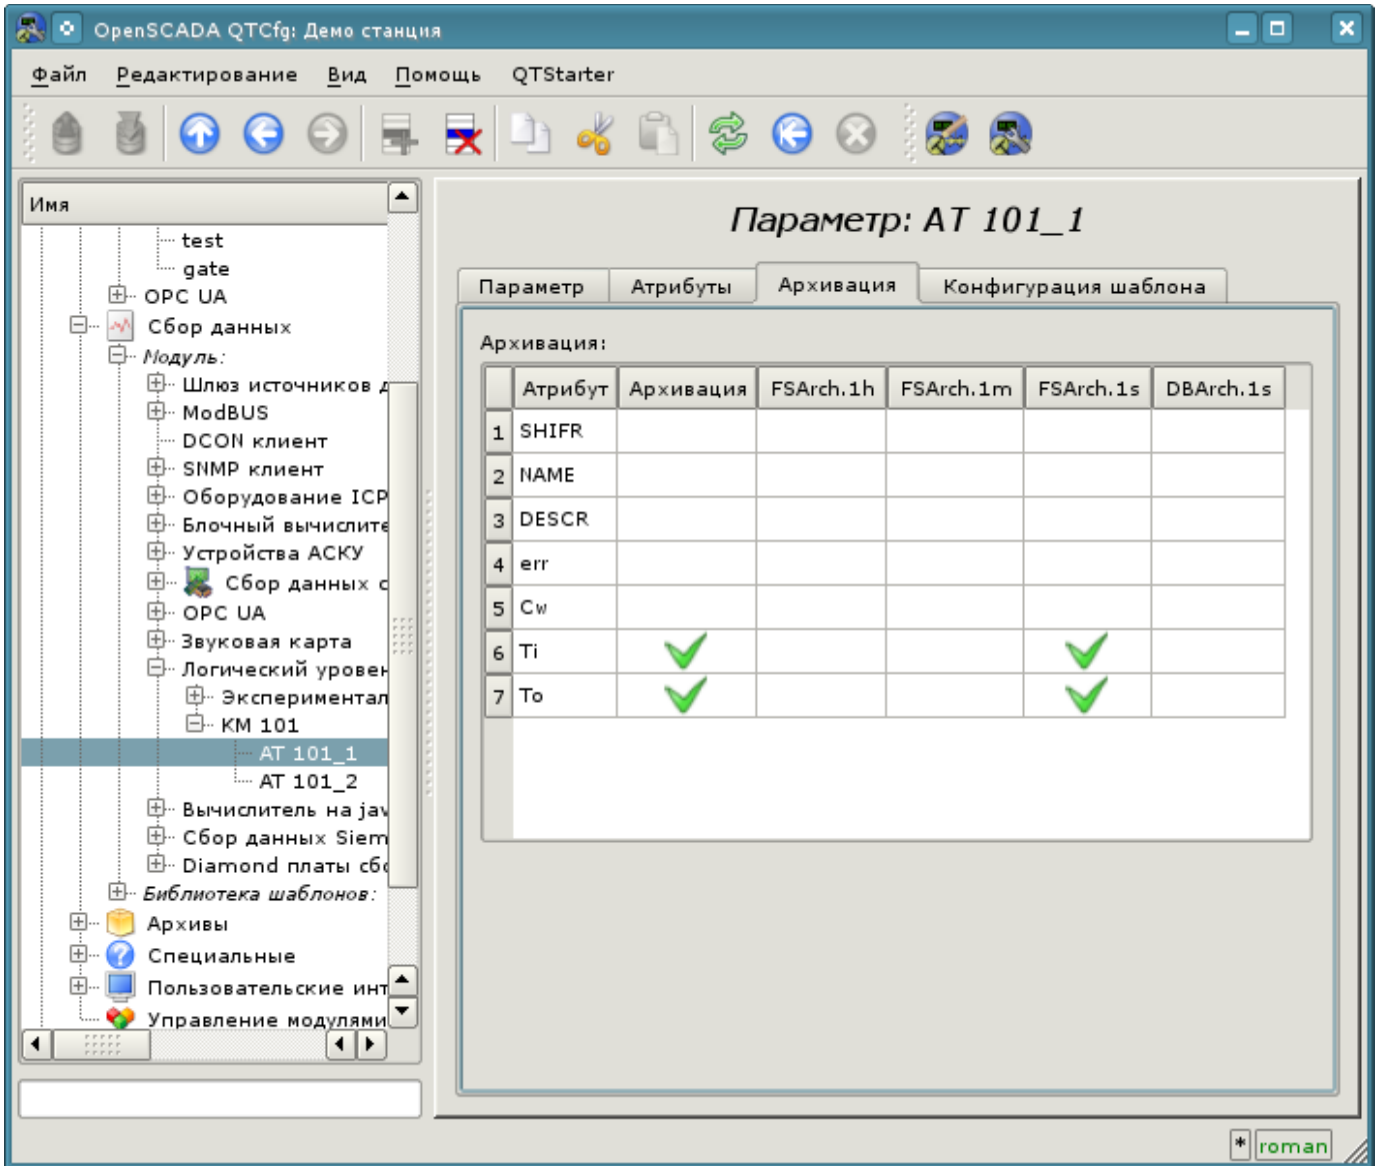 OpenSCADA QTCfg: Демо станция
Файл Редактирование Вид Помощь QTStarter
Имя
test
gate
OPC UA
Сбор данных
Модуль:
Шлюз источников д
ModBUS
DCON клиент
SNMP клиент
Оборудование ICP
Блочный вычислите
Устройства АСКУ
Сбор данных с
OPC UA
Звуковая карта
Логический уровен
Экспериментал
КМ 101
AT 101_1
AT 101_2
Вычислитель на jav
Сбор данных Siem
Diamond платы сбо
Библиотека шаблонов:
Архивы
Специальные
Пользовательские инт
Управление модулями
Параметр: AT 101_1
Параметр Атрибуты Архивация Конфигурация шаблона
Архивация:
Атрибут Архивация FSArch.1h FSArch.1m FSArch.1s DBArch.1s
1 SHIFR
2 NAME
3 DESCR
4 err
5 Cw
6 Ti
7 To
* roman